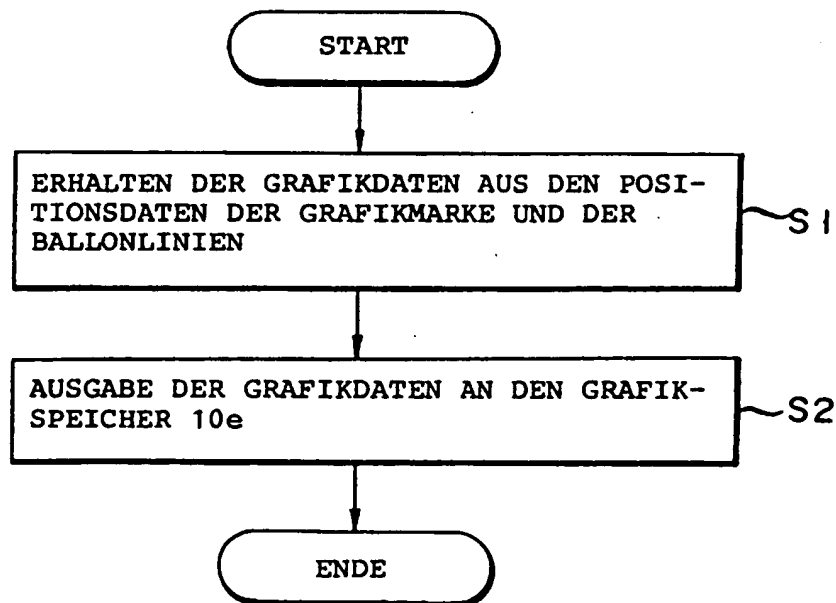 START
ERHALTEN DER GRAFIKDATEN AUS DEN POSI-
TIONSDATEN DER GRAFIKMARKE UND DER
BALLONLINIEN
S1
AUSGABE DER GRAFIKDATEN AN DEN GRAFIK-
SPEICHER 10e
S2
ENDE